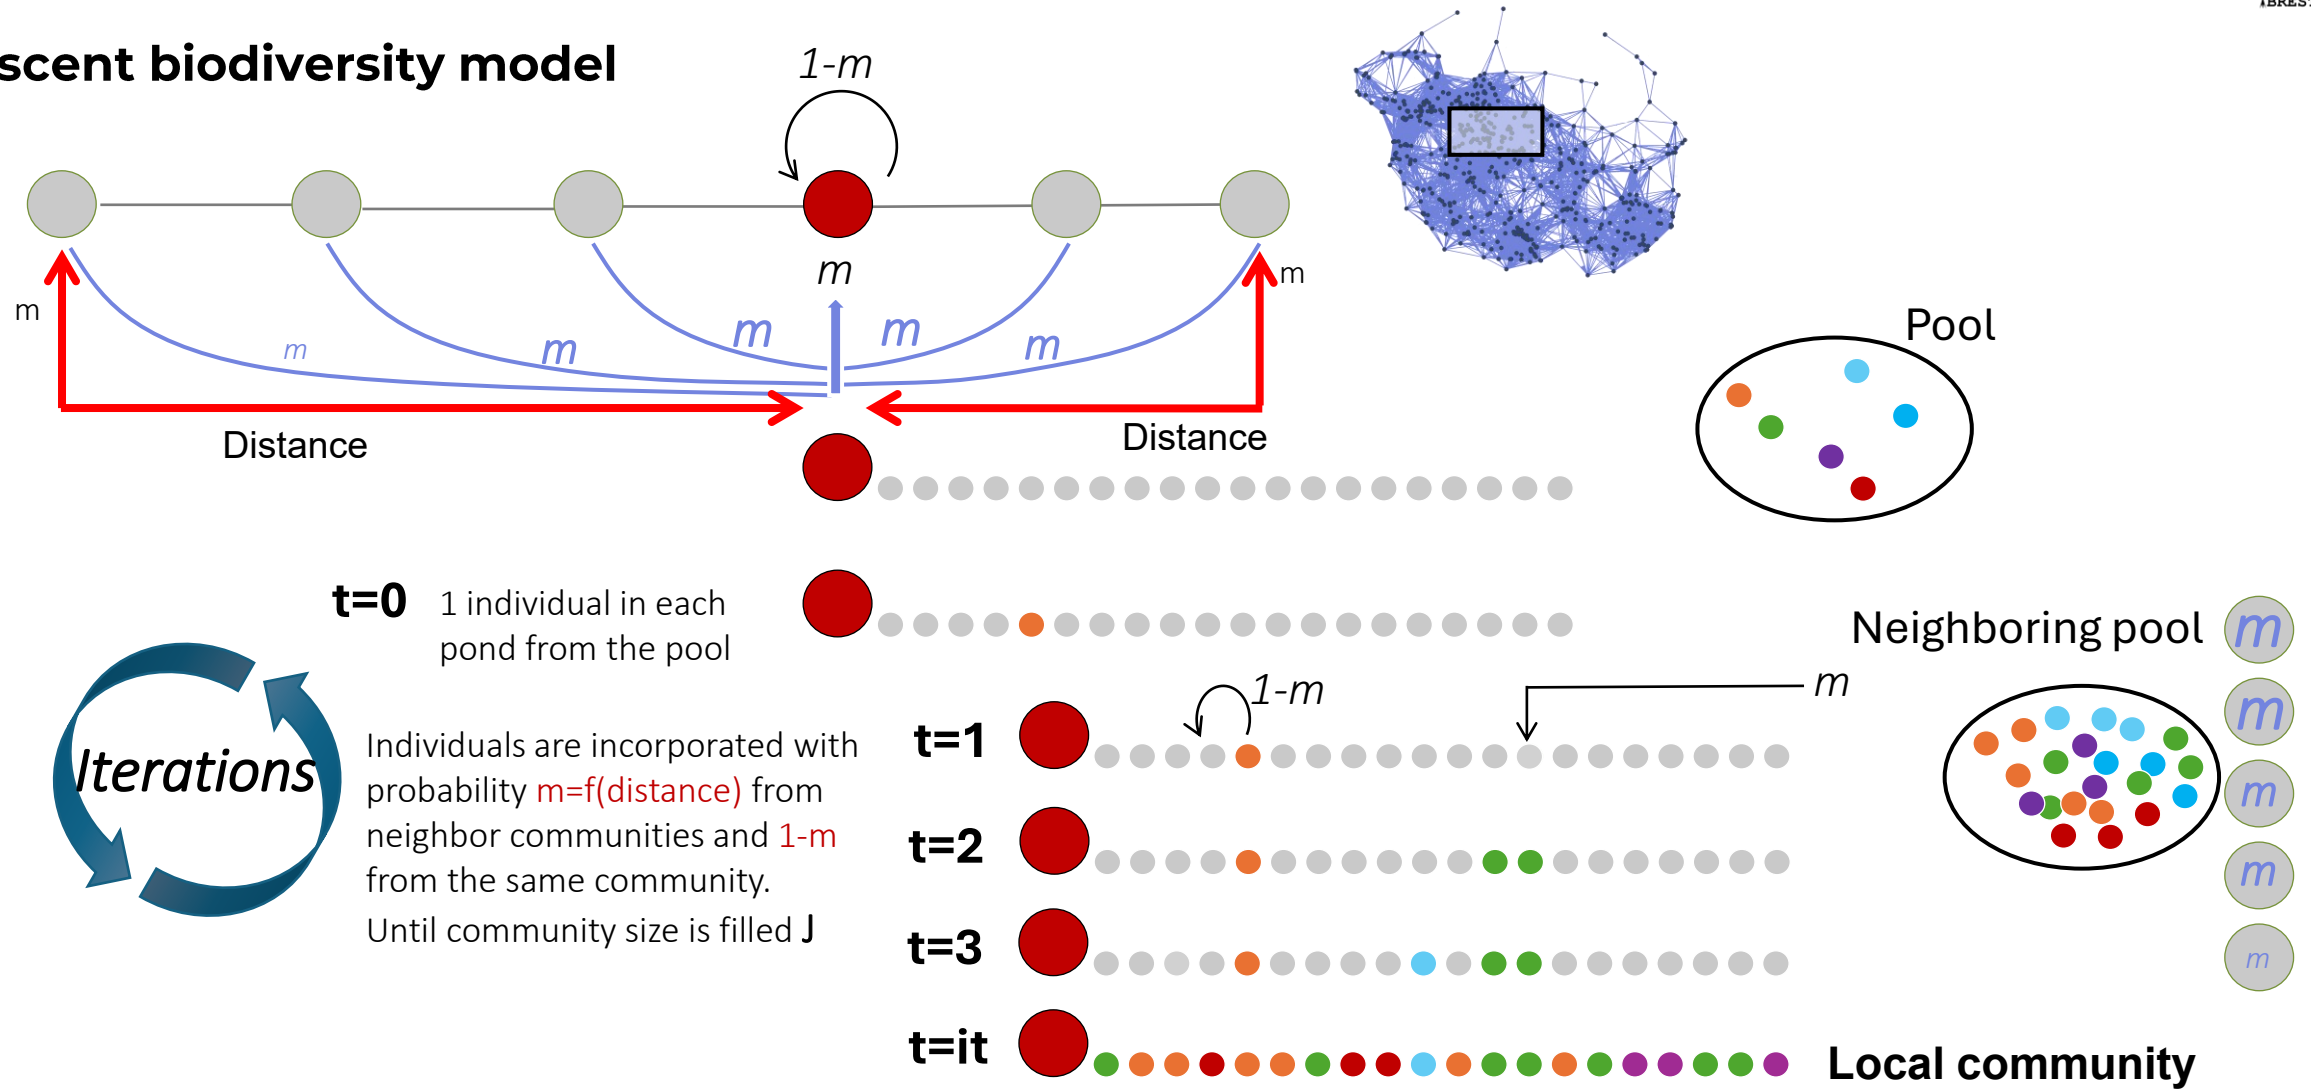 scent biodiversity model
1-m
m
m
m
m
m
m
m
m
Distance
Distance
Pool
t=0
1 individual in each
pond from the pool
Neighboring pool
m
m
m
m
m
Iterations
Individuals are incorporated with
probability m=f(distance) from
neighbor communities and 1-m
from the same community.
Until community size is filled J
1-m
m
t=1
t=2
t=3
t=it
Local community